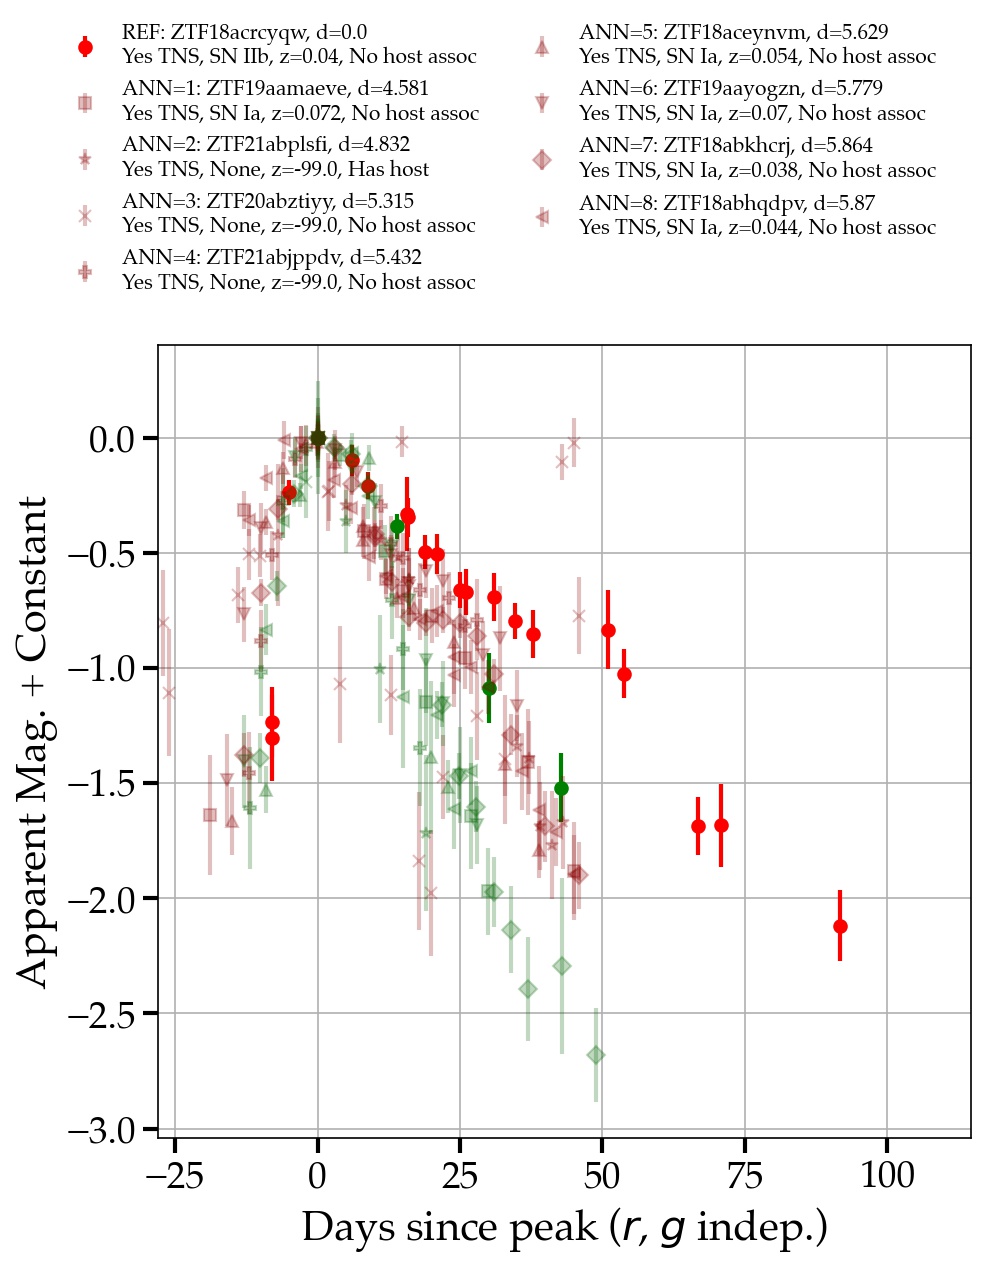 REF: ZTF18acrcyqw, d=0.0
Yes TNS, SN IIb, z=0.04, No host assoc
ANN=1: ZTF19aamaeve, d=4.581
Yes TNS, SN Ia, z=0.072, No host assoc
ANN=2: ZTF21abplsfi, d=4.832
Yes TNS, None, z=-99.0, Has host
ANN=3: ZTF20abztiyy, d=5.315
Yes TNS, None, z=-99.0, No host assoc
ANN=4: ZTF21abjppdv, d=5.432
Yes TNS, None, z=-99.0, No host assoc
ANN=5: ZTF18aceynvm, d=5.629
Yes TNS, SN Ia, z=0.054, No host assoc
ANN=6: ZTF19aayogzn, d=5.779
Yes TNS, SN Ia, z=0.07, No host assoc
ANN=7: ZTF18abkhcrj, d=5.864
Yes TNS, SN Ia, z=0.038, No host assoc
ANN=8: ZTF18abhqdpv, d=5.87
Yes TNS, SN Ia, z=0.044, No host assoc
Apparent Mag. + Constant
0.0
−0.5
−1.0
−1.5
−2.0
−2.5
−3.0
−25
0
25
50
75
100
Days since peak (r, g indep.)